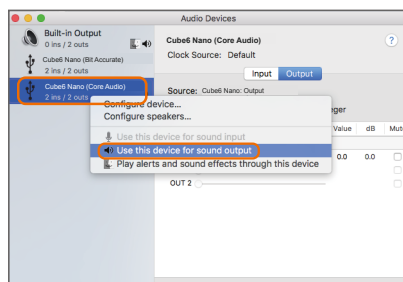 Audio Devices
Built-in Output
0 ins / 2 outs
Cube6 Nano (Bit Accurate)
2 ins / 2 outs
Cube6 Nano (Core Audio)
2 ins / 2 outs
Cube6 Nano (Core Audio)
?
Clock Source: Default
Input Output
Source: Cube6 Nano: Output
Configure device...
Configure speakers...
Use this device for sound input
Use this device for sound output
Play alerts and sound effects through this device
Value dB Mute
0.0 0.0
OUT 2